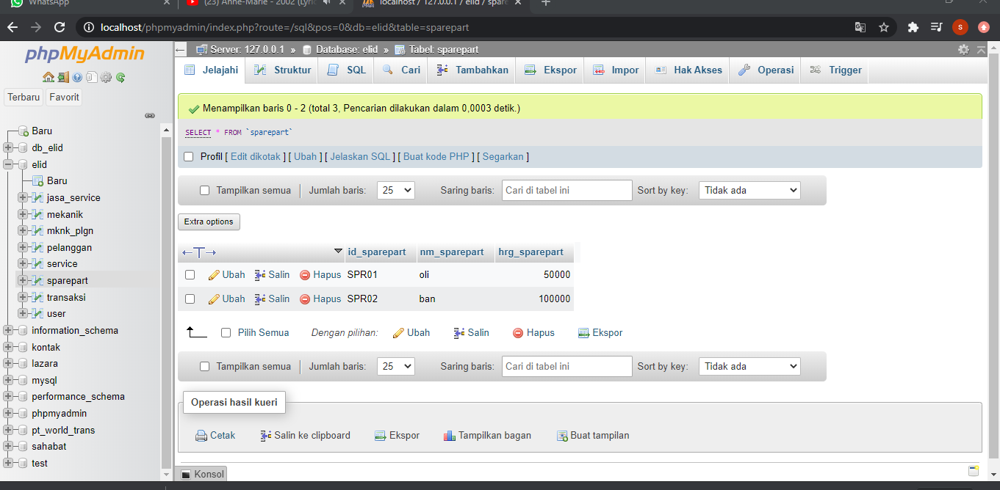 WhatsApp
(23) Anne-Marie - 2002 (Lyric
localhost / 127.0.0.1 / elid / spare
localhost/phpmyadmin/index.php?route=/sql&pos=0&db=elid&table=sparepart
S
phpMyAdmin
Terbaru Favorit
Baru
db_elid
elid
Baru
jasa_service
mekanik
mknk_plgn
pelanggan
service
sparepart
transaksi
user
information_schema
kontak
lazara
mysql
performance_schema
phpmyadmin
pt_world_trans
sahabat
test
Server: 127.0.0.1 » Database: elid » Tabel: sparepart
Jelajahi Struktur SQL Cari Tambahkan Ekspor Impor Hak Akses Operasi Trigger
Menampilkan baris 0 - 2 (total 3, Pencarian dilakukan dalam 0,0003 detik.)
SELECT * FROM `sparepart`
Profil [ Edit dikotak ] [ Ubah ] [ Jelaskan SQL ] [ Buat kode PHP ] [ Segarkan ]
Tampilkan semua Jumlah baris: 25 Saring baris: Cari di tabel ini Sort by key: Tidak ada
Extra options
←T→ id_sparepart nm_sparepart hrg_sparepart
Ubah Salin Hapus SPR01 oli 50000
Ubah Salin Hapus SPR02 ban 100000
Pilih Semua Dengan pilihan: Ubah Salin Hapus Ekspor
Tampilkan semua Jumlah baris: 25 Saring baris: Cari di tabel ini Sort by key: Tidak ada
Operasi hasil kueri
Cetak Salin ke clipboard Ekspor Tampilkan bagan Buat tampilan
Konsol